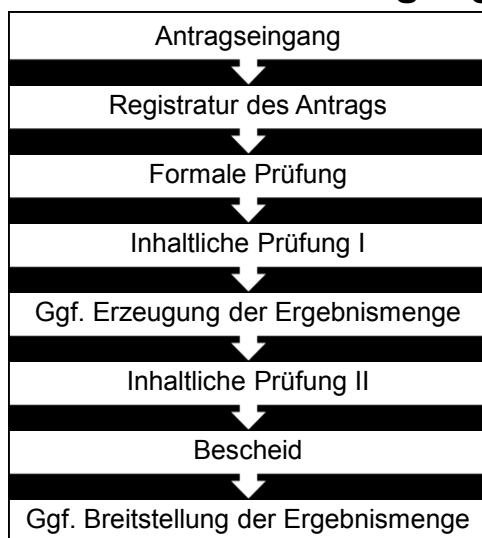 Antragseingang
Registratur des Antrags
Formale Prüfung
Inhaltliche Prüfung I
Ggf. Erzeugung der Ergebnismenge
Inhaltliche Prüfung II
Bescheid
Ggf. Breitstellung der Ergebnismenge